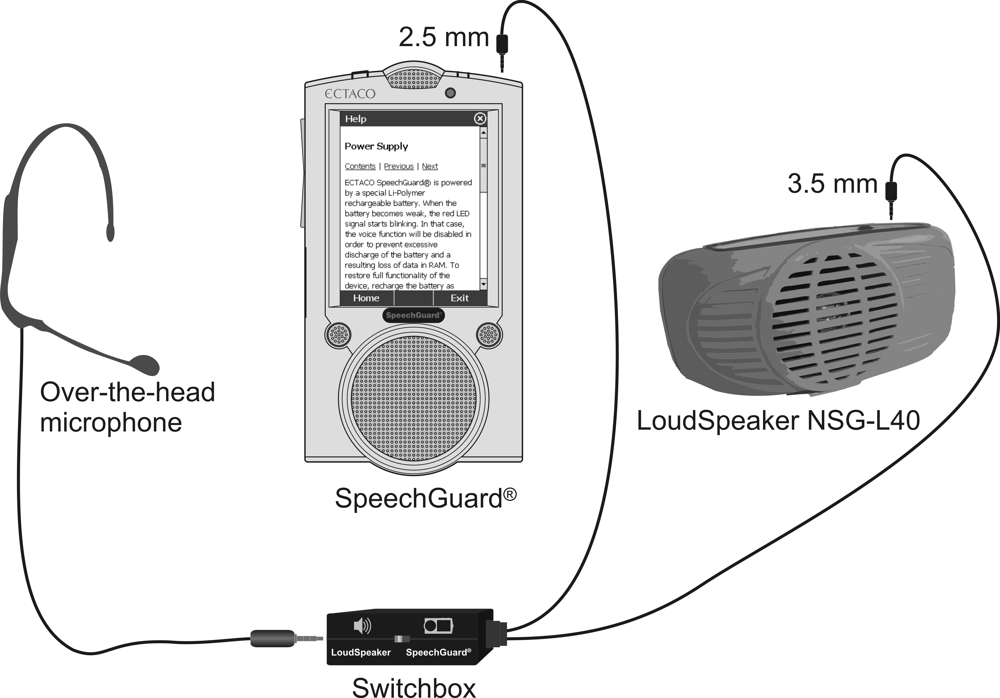 2.5 mm
ECTACO
Help
Power Supply
Contents | Previous | Next
ECTACO SpeechGuard® is powered
by a special Li-Polymer
rechargeable battery. When the
battery becomes weak, the red LED
signal starts blinking. In that case,
the voice function will be disabled in
order to prevent excessive
discharge of the battery and a
resulting loss of data in RAM. To
restore full functionality of the
device, recharge the battery as
Home Exit
SpeechGuard®
3.5 mm
Over-the-head
microphone
LoudSpeaker NSG-L40
SpeechGuard®
LoudSpeaker SpeechGuard®
Switchbox